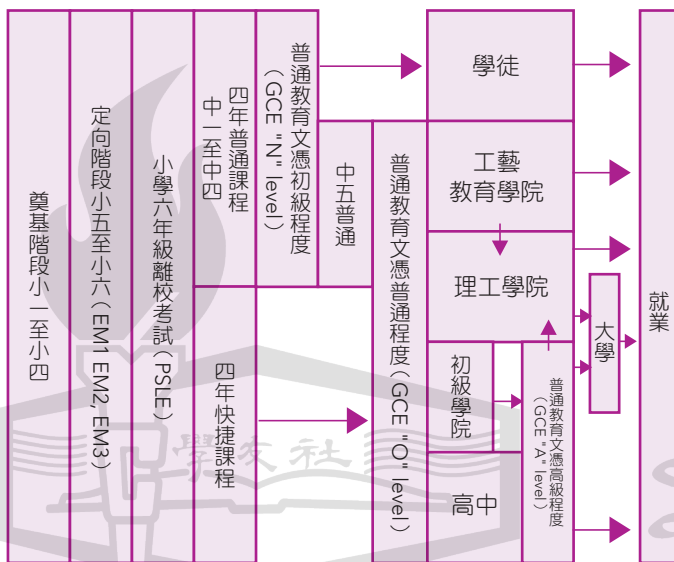 奠基階段小一至小四
定向階段小五至小六(EM1 EM2, EM3)
小學六年級離校考試(PSLE)
四年普通課程
中一至中四
四年快捷課程
普通教育文憑初級程度
(GCE "N" level)
中五普通
普通教育文憑普通程度(GCE "O" level)
學徒
工藝
教育學院
理工學院
初級
學院
高中
普通教育文憑高級程度
(GCE "A" level)
大學
就業
學友社